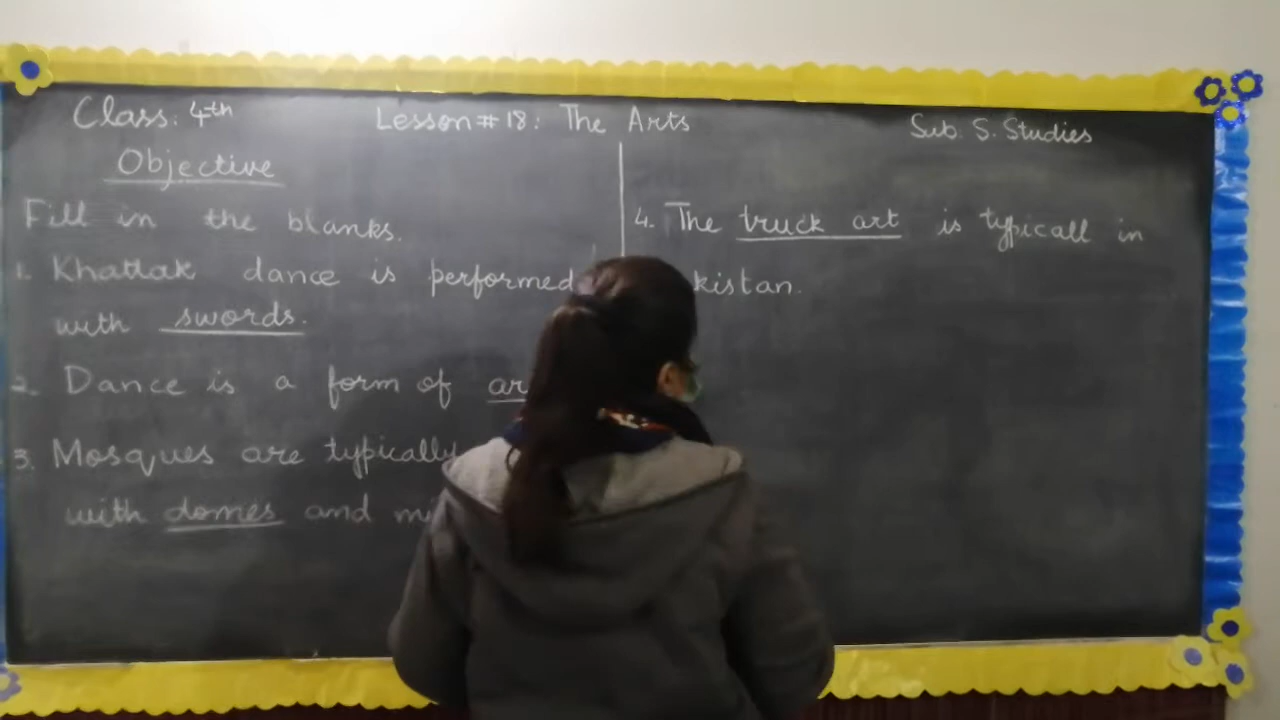 Class: 4th
Lesson # 18: The Arts
Sub. S. Studies
Objective
Fill in the blanks.
1. Khattak dance is performed
with swords.
2. Dance is a form of
3. Mosques are typically
with domes and
4. The truck art is typicall in
kistan.